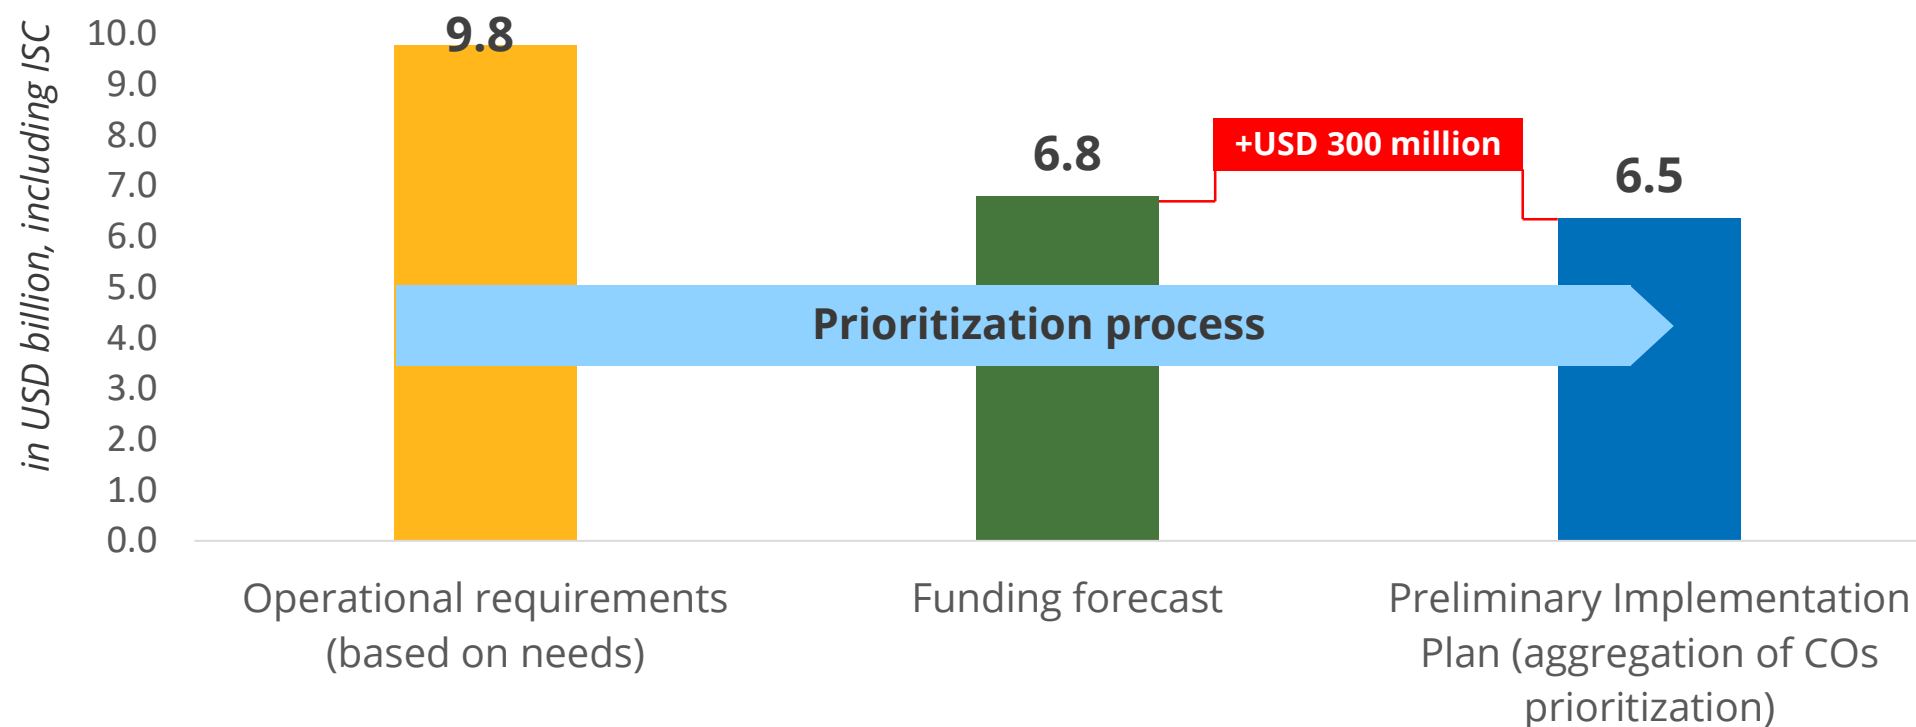 in USD billion, including ISC
10.0
9.0
8.0
7.0
6.0
5.0
4.0
3.0
2.0
1.0
0.0
9.8
6.8
+USD 300 million
6.5
Prioritization process
Operational requirements
(based on needs)
Funding forecast
Preliminary Implementation
Plan (aggregation of COs
prioritization)